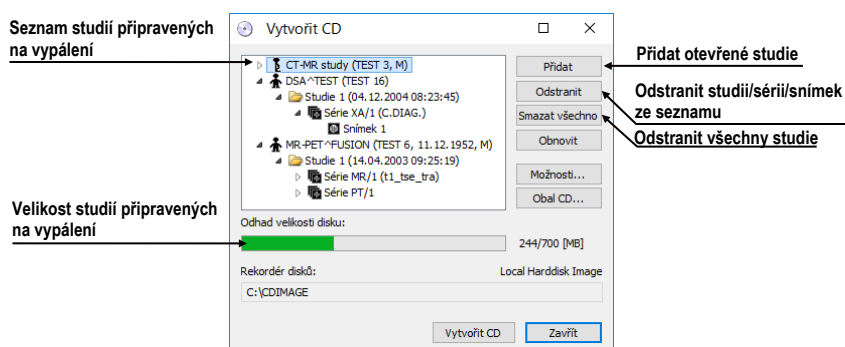 Seznam studií připravených
na vypálení
Vytvořit CD
CT-MR study (TEST 3, M)
DSA^TEST (TEST 16)
Studie 1 (04.12.2004 08:23:45)
Série XA/1 (C.DIAG.)
Snímek 1
MR-PET^FUSION (TEST 6, 11.12.1952, M)
Studie 1 (14.04.2003 09:25:19)
Série MR/1 (t1_tse_tra)
Série PT/1
Přidat
Odstranit
Smazat všechno
Obnovit
Možnosti...
Obal CD...
Přidat otevřené studie
Odstranit studii/sérii/snímek
ze seznamu
Odstranit všechny studie
Velikost studií připravených
na vypálení
Odhad velikosti disku:
244/700 [MB]
Rekordér disků:
Local Harddisk Image
C:\CDIMAGE
Vytvořit CD
Zavřít